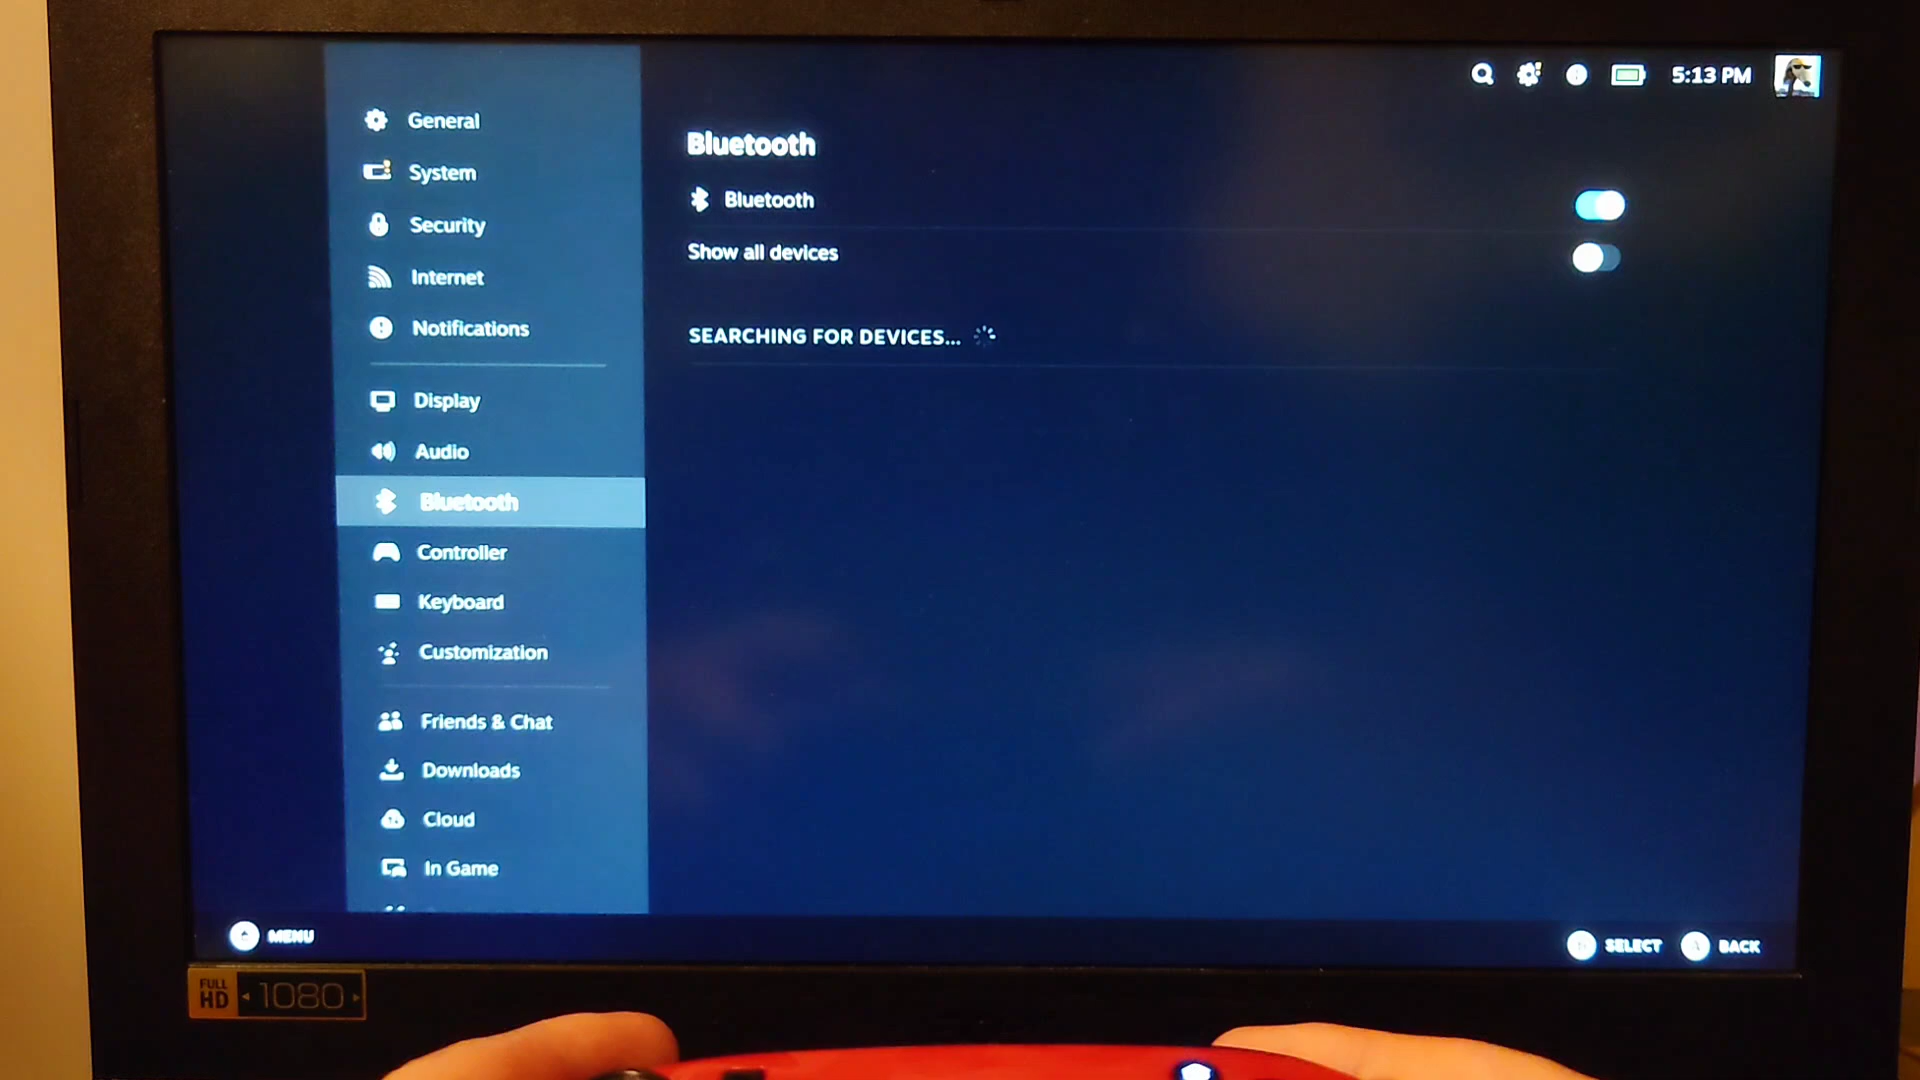 5:13 PM
General
System
Security
Internet
Notifications
Display
Audio
Bluetooth
Controller
Keyboard
Customization
Friends & Chat
Downloads
Cloud
In Game
Bluetooth
Bluetooth
Show all devices
SEARCHING FOR DEVICES...
MENU
SELECT
BACK
FULL
HD
1080